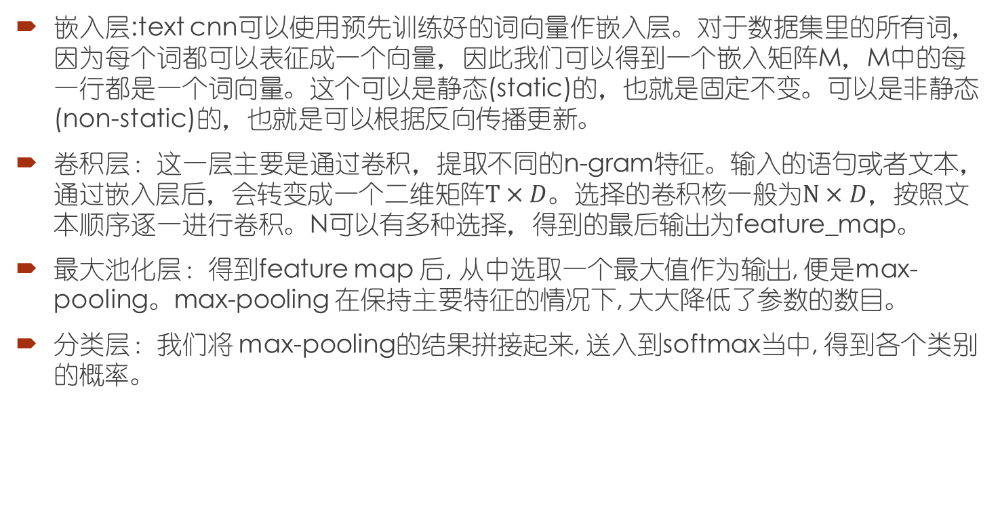 嵌入层:text cnn可以使用预先训练好的词向量作嵌入层。对于数据集里的所有词，
因为每个词都可以表征成一个向量，因此我们可以得到一个嵌入矩阵M，M中的每
一行都是一个词向量。这个可以是静态(static)的，也就是固定不变。可以是非静态
(non-static)的，也就是可以根据反向传播更新。
卷积层：这一层主要是通过卷积，提取不同的n-gram特征。输入的语句或者文本，
通过嵌入层后，会转变成一个二维矩阵T × D。选择的卷积核一般为N × D，按照文
本顺序逐一进行卷积。N可以有多种选择，得到的最后输出为feature_map。
最大池化层：得到feature map 后, 从中选取一个最大值作为输出, 便是max-
pooling。max-pooling 在保持主要特征的情况下, 大大降低了参数的数目。
分类层：我们将 max-pooling的结果拼接起来, 送入到softmax当中, 得到各个类别
的概率。